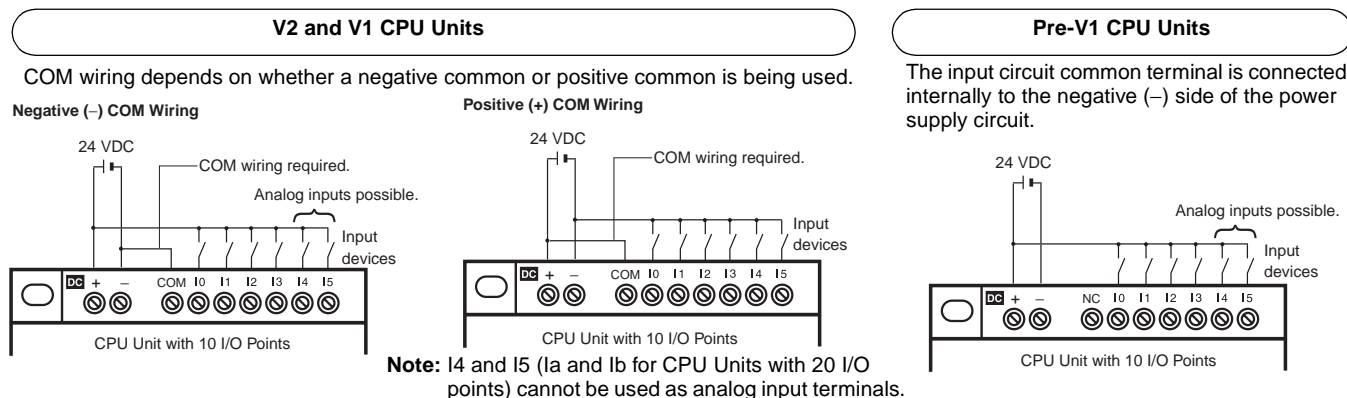 V2 and V1 CPU Units
COM wiring depends on whether a negative common or positive common is being used.
Negative (−) COM Wiring
24 VDC
COM wiring required.
Analog inputs possible.
Input
devices
DC + − COM I0 I1 I2 I3 I4 I5
CPU Unit with 10 I/O Points
Positive (+) COM Wiring
24 VDC
COM wiring required.
Input
devices
DC + − COM I0 I1 I2 I3 I4 I5
CPU Unit with 10 I/O Points
Note: I4 and I5 (Ia and Ib for CPU Units with 20 I/O
points) cannot be used as analog input terminals.
Pre-V1 CPU Units
The input circuit common terminal is connected
internally to the negative (−) side of the power
supply circuit.
24 VDC
Analog inputs possible.
Input
devices
DC + − NC I0 I1 I2 I3 I4 I5
CPU Unit with 10 I/O Points